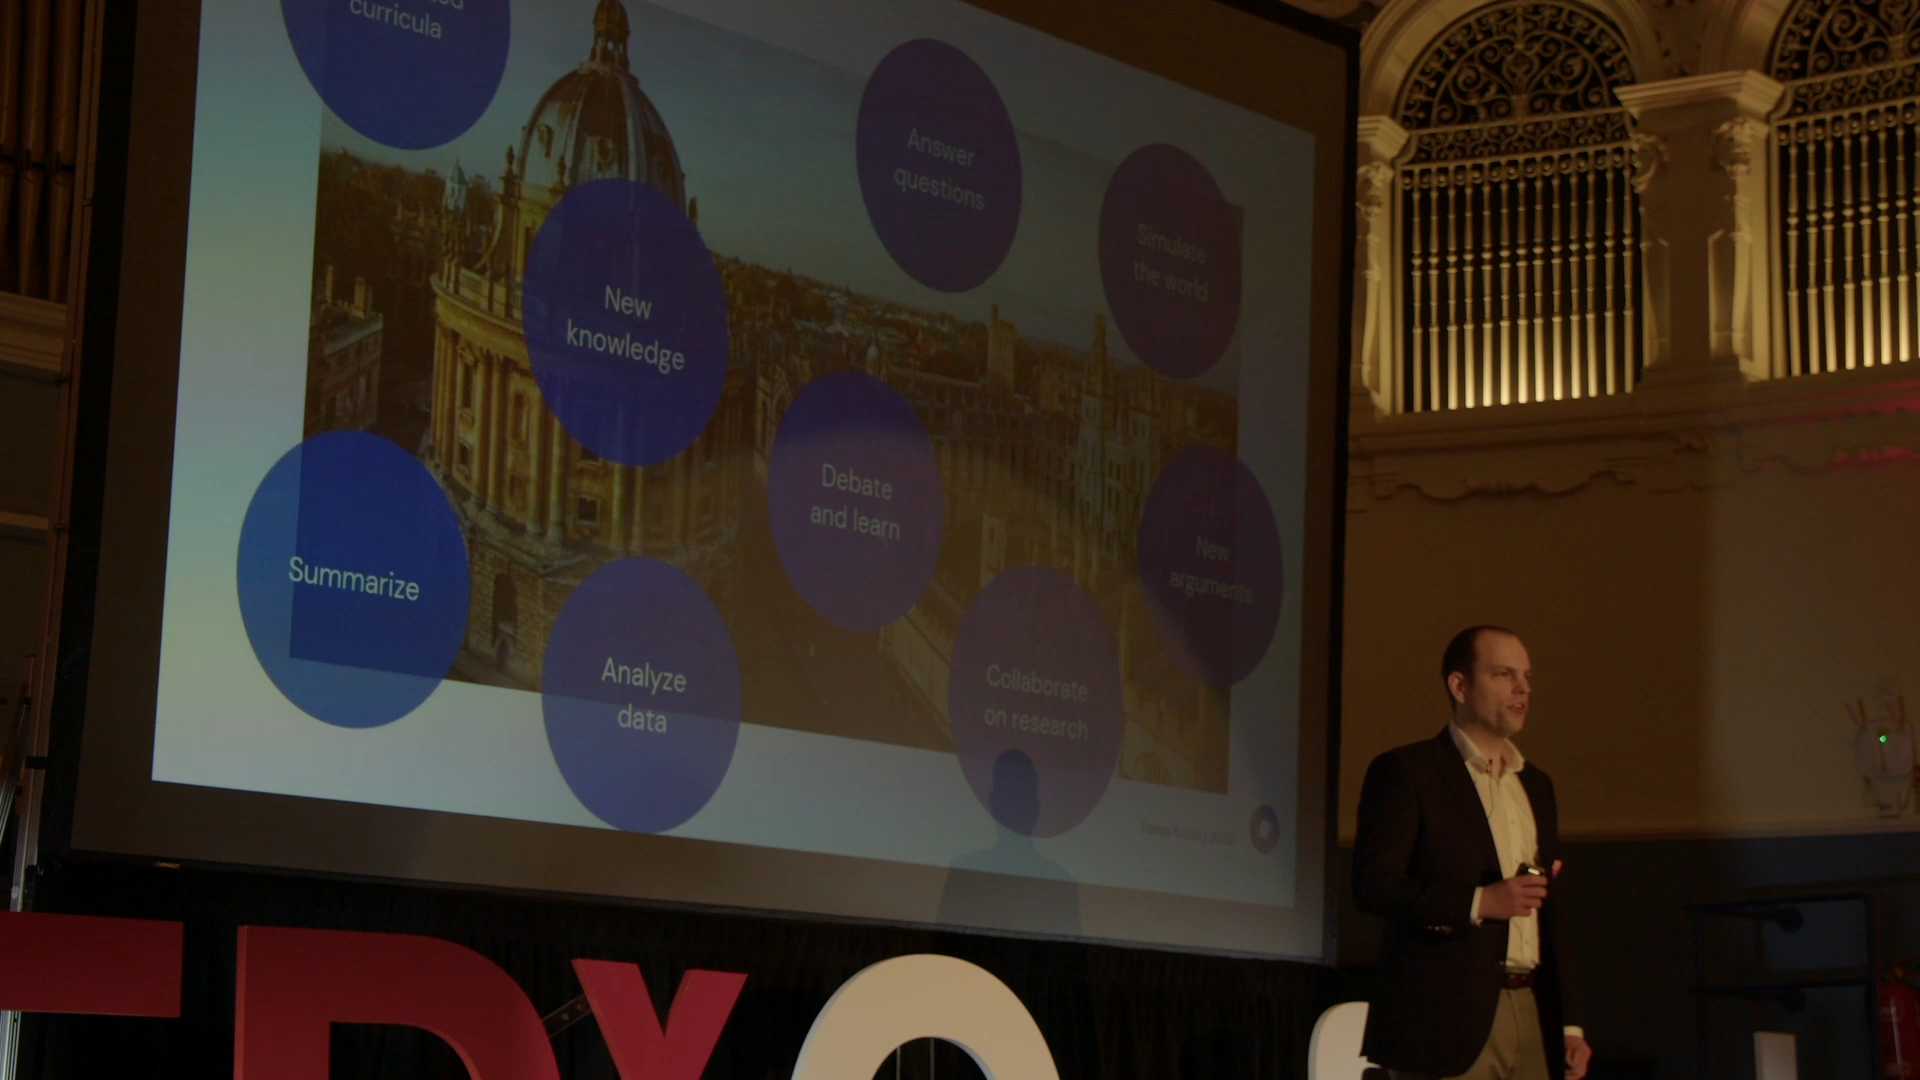 curricula
Answer
questions
Simulate
the world
New
knowledge
Debate
and learn
New
arguments
Summarize
Analyze
data
Collaborate
on research
EDxO